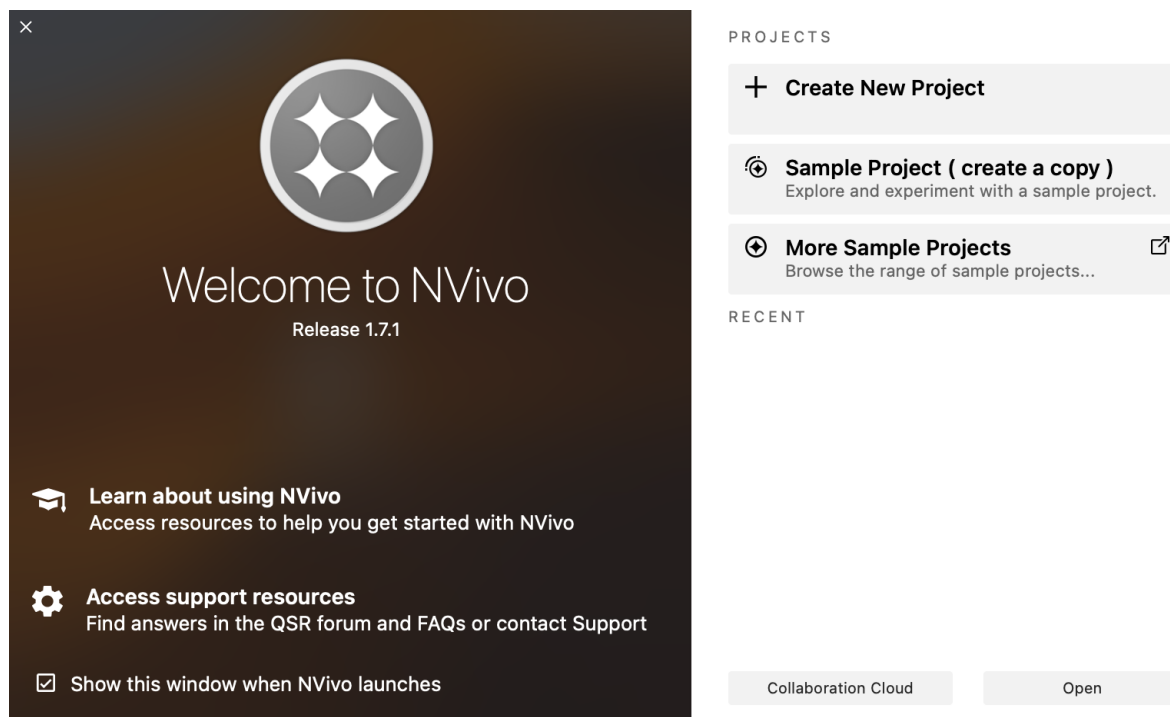 Welcome to NVivo
Release 1.7.1
Learn about using NVivo
Access resources to help you get started with NVivo
Access support resources
Find answers in the QSR forum and FAQs or contact Support
Show this window when NVivo launches
PROJECTS
Create New Project
Sample Project ( create a copy )
Explore and experiment with a sample project.
More Sample Projects
Browse the range of sample projects...
RECENT
Collaboration Cloud
Open